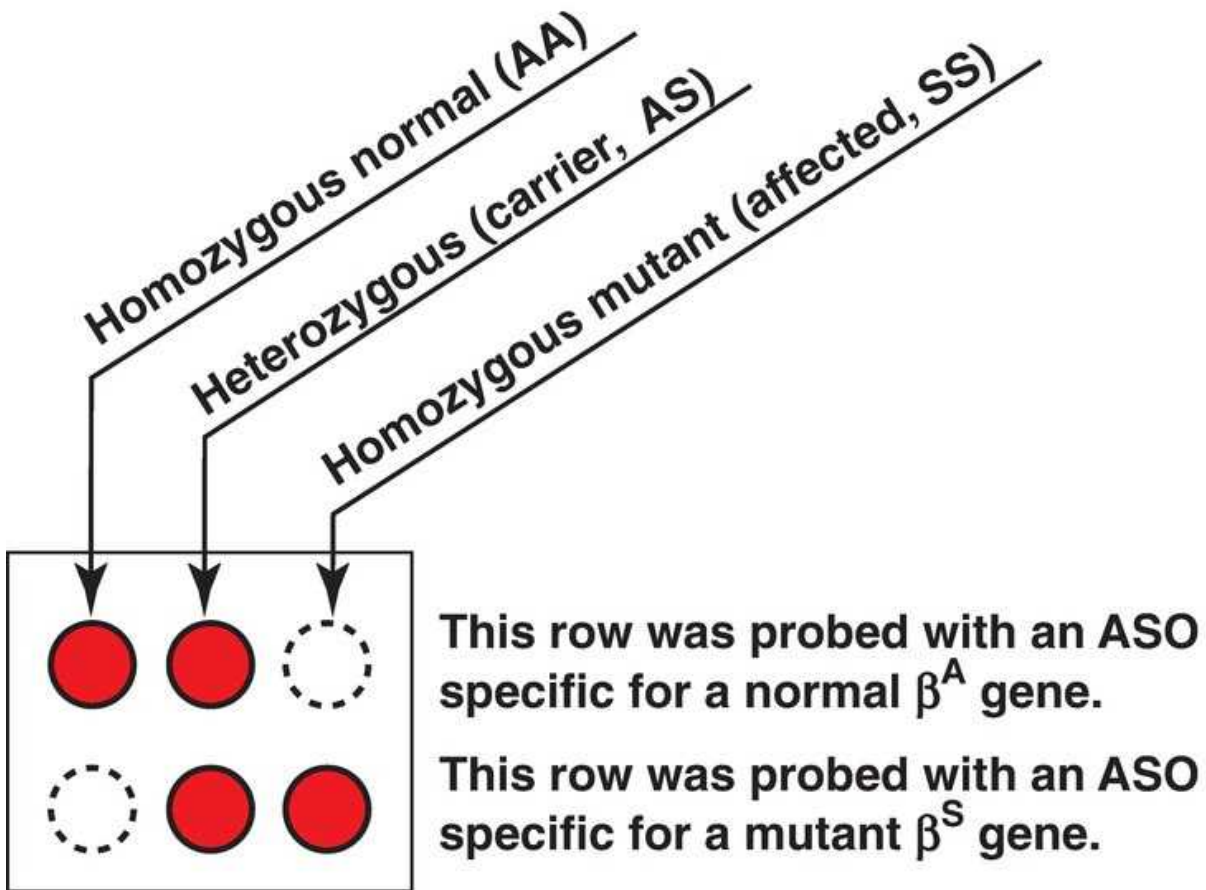 Homozygous normal (AA)
Heterozygous (carrier, AS)
Homozygous mutant (affected, SS)
This row was probed with an ASO
specific for a normal β^A gene.
This row was probed with an ASO
specific for a mutant β^S gene.